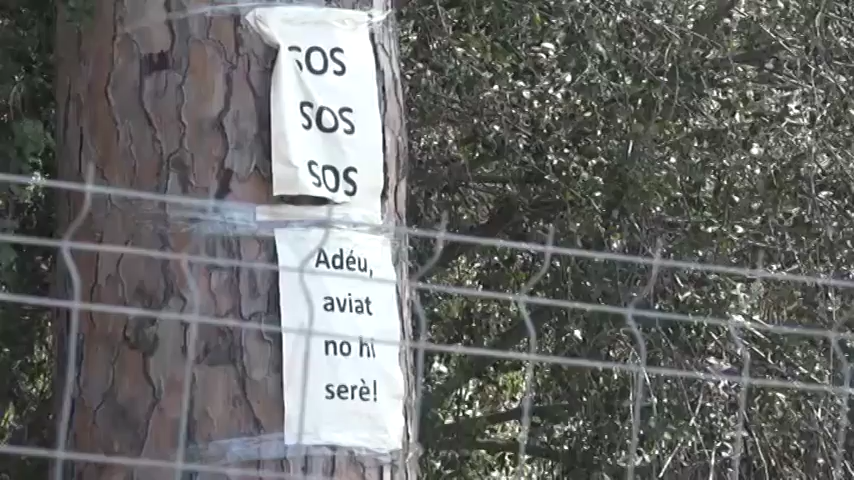 SOS
SOS
SOS
Adéu,
aviat
no hi
serè!